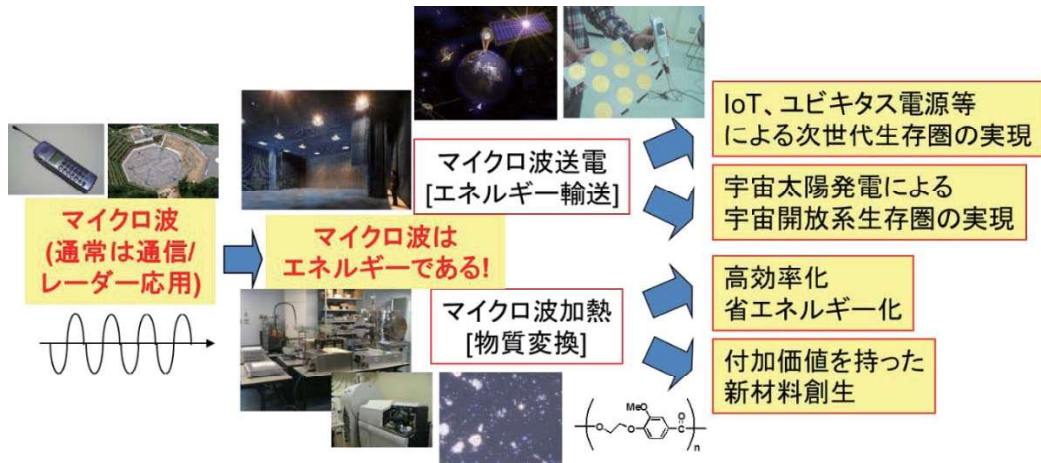 マイクロ波
(通常は通信/
レーダー応用)
マイクロ波は
エネルギーである!
マイクロ波送電
[エネルギー輸送]
マイクロ波加熱
[物質変換]
IoT、ユビキタス電源等
による次世代生存圏の実現
宇宙太陽発電による
宇宙開放系生存圏の実現
高効率化
省エネルギー化
付加価値を持った
新材料創生
MeO
O
O
O
C
n